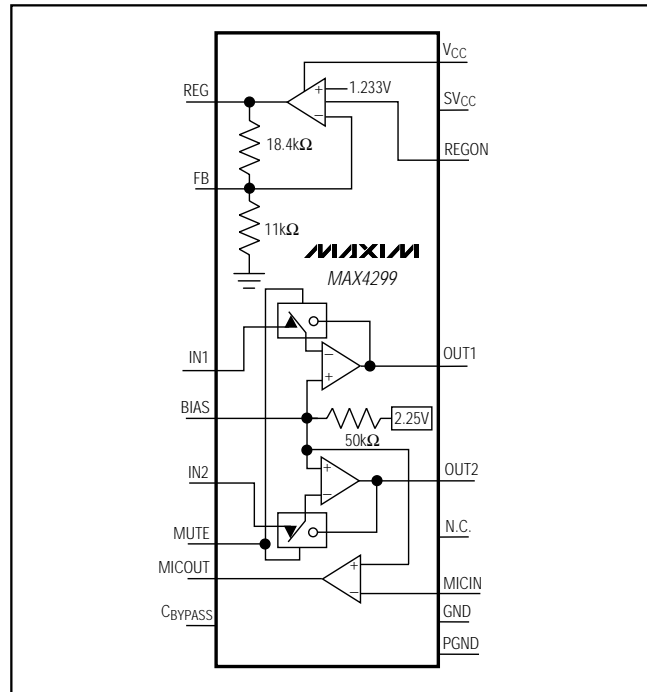 VCC
1.233V
REG
+
−
SVCC
18.4kΩ
REGON
FB
11kΩ
MAXIM
MAX4299
IN1
−
+
OUT1
BIAS
2.25V
50kΩ
IN2
+
−
OUT2
MUTE
N.C.
MICOUT
+
−
MICIN
CBYPASS
GND
PGND